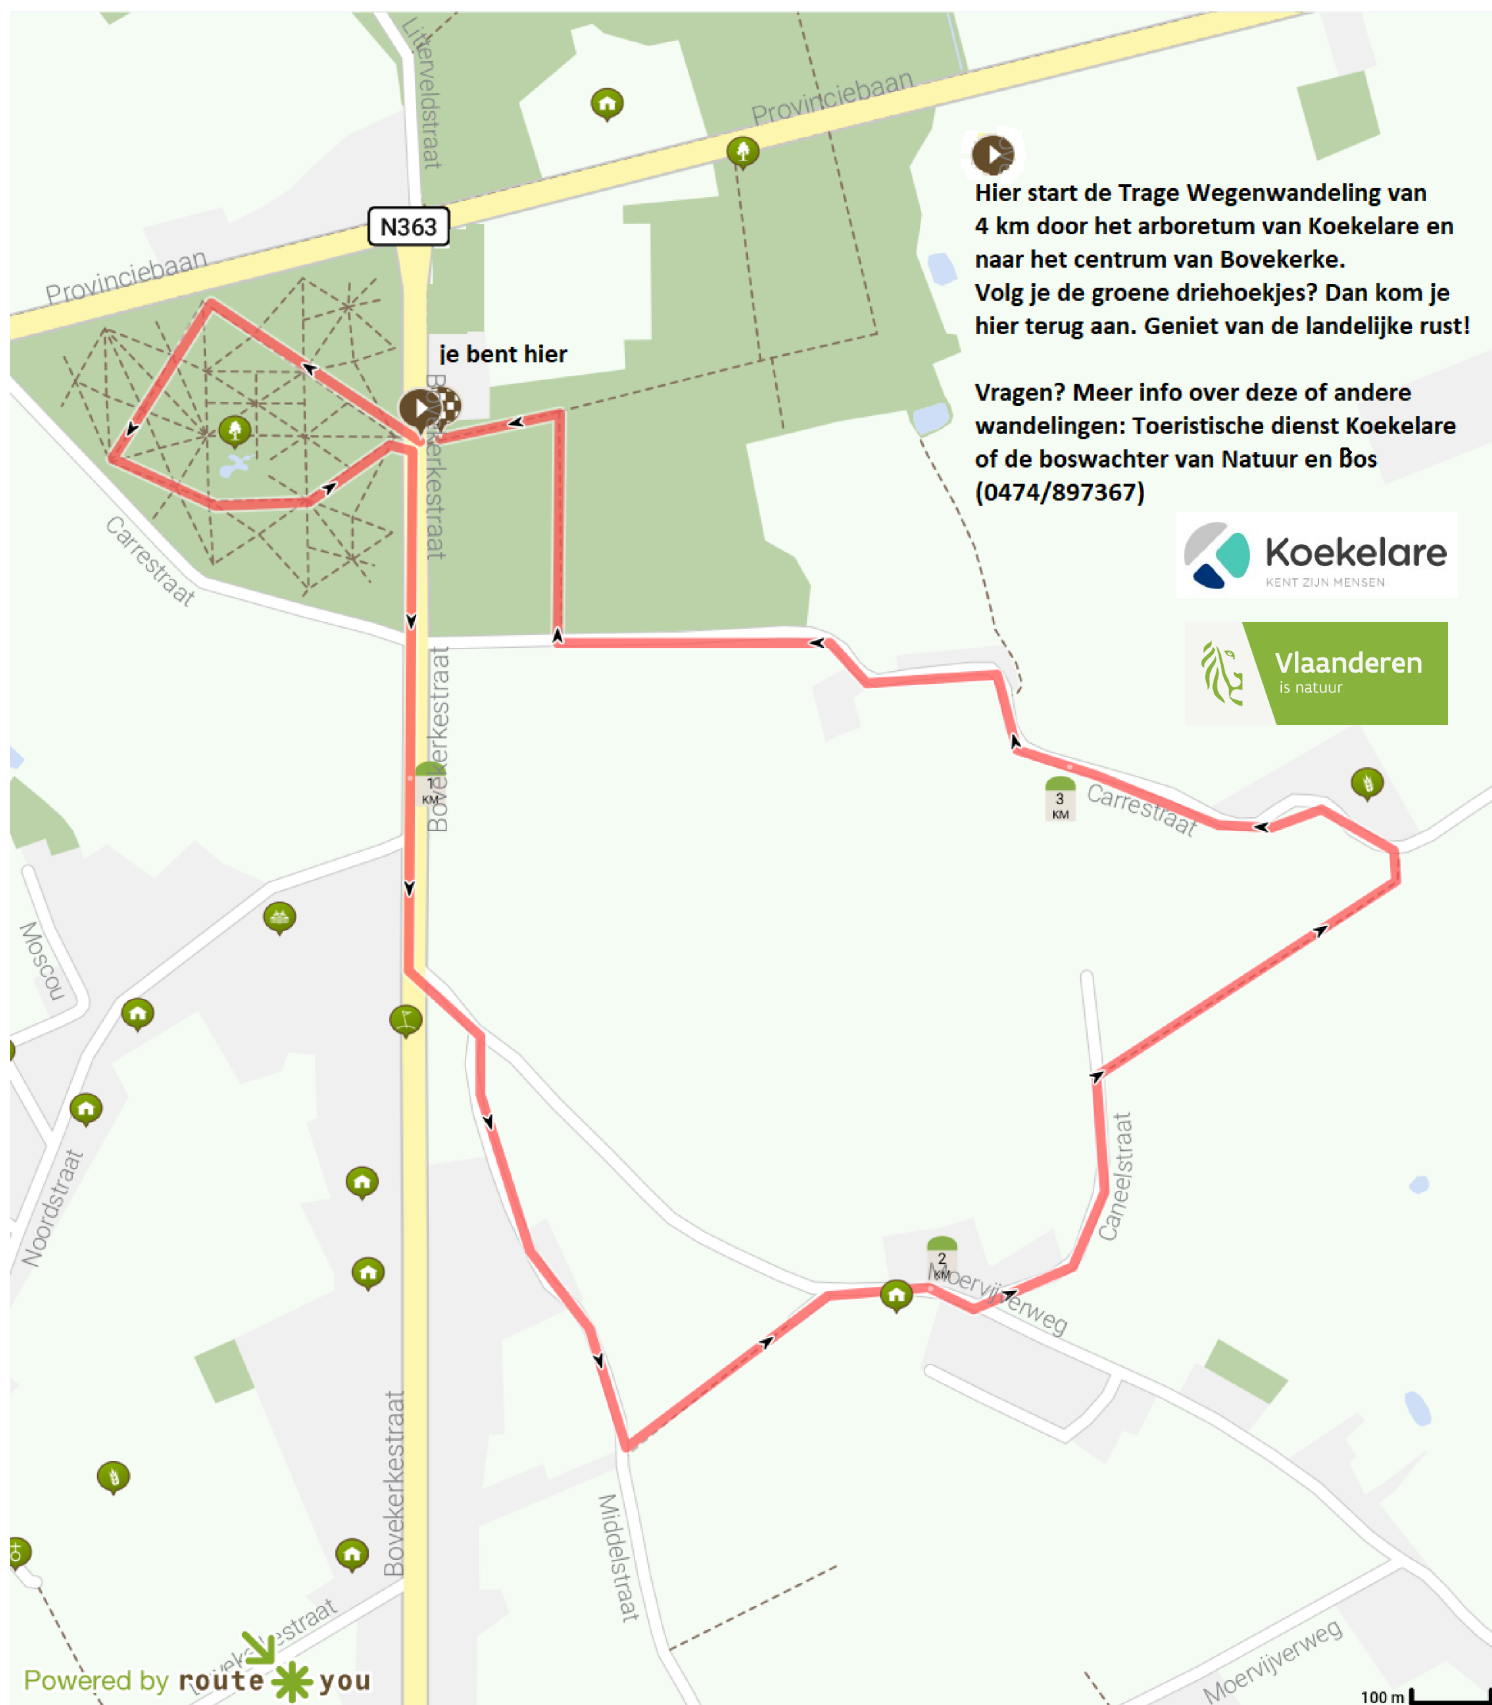 Litterveldstraat
Provinciebaan
N363
Provinciebaan
Hier start de Trage Wegenwandeling van
4 km door het arboretum van Koekelare en
naar het centrum van Bovekerke.
Volg je de groene driehoekjes? Dan kom je
hier terug aan. Geniet van de landelijke rust!
je bent hier
Vragen? Meer info over deze of andere
wandelingen: Toeristische dienst Koekelare
of de boswachter van Natuur en Bos
(0474/897367)
Bovekerkestraat
Carrestraat
Koekelare
KENT ZIJN MENSEN
Vlaanderen
is natuur
Bovekerkestraat
1
KM
3
KM
Carrestraat
Moscou
Noordstraat
Caneelstraat
2
KM
Moervijverweg
Bovekerkestraat
Middelstraat
Moervijverweg
Powered by routeyou
100 m